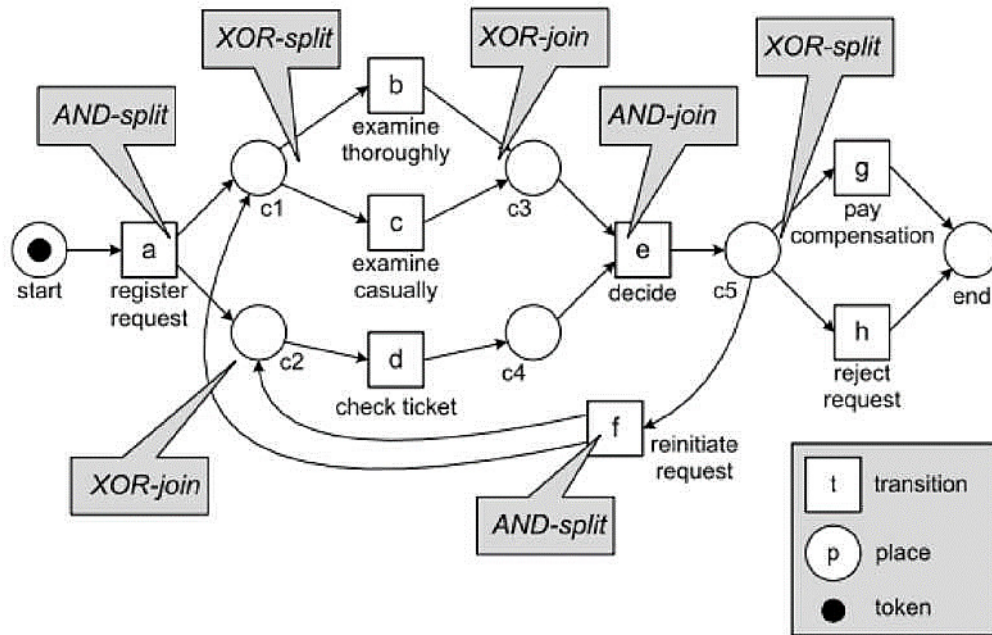 XOR-split
XOR-join
XOR-split
AND-split
b
AND-join
examine
thoroughly
g
c1
c3
pay
compensation
a
c
e
start
register
request
examine
casually
decide
c5
end
d
h
c2
c4
check ticket
reject
request
f
reinitiate
request
XOR-join
AND-split
t
transition
p
place
token